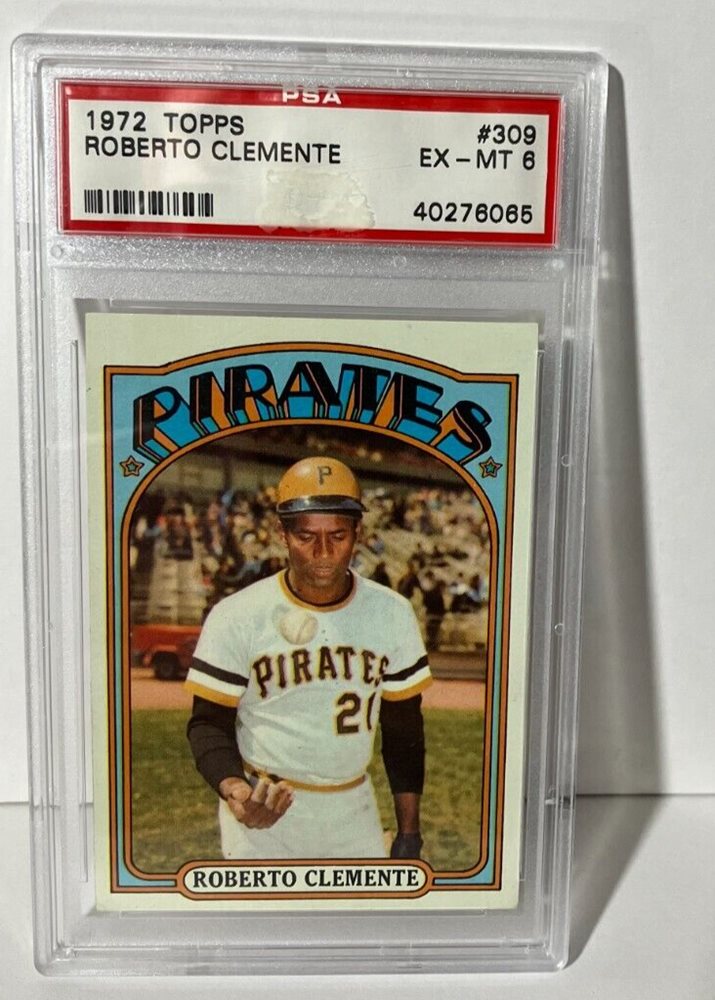 PSA
1972 TOPPS #309
ROBERTO CLEMENTE EX-MT 6
40276065
PIRATES
P
PIRATES
21
ROBERTO CLEMENTE